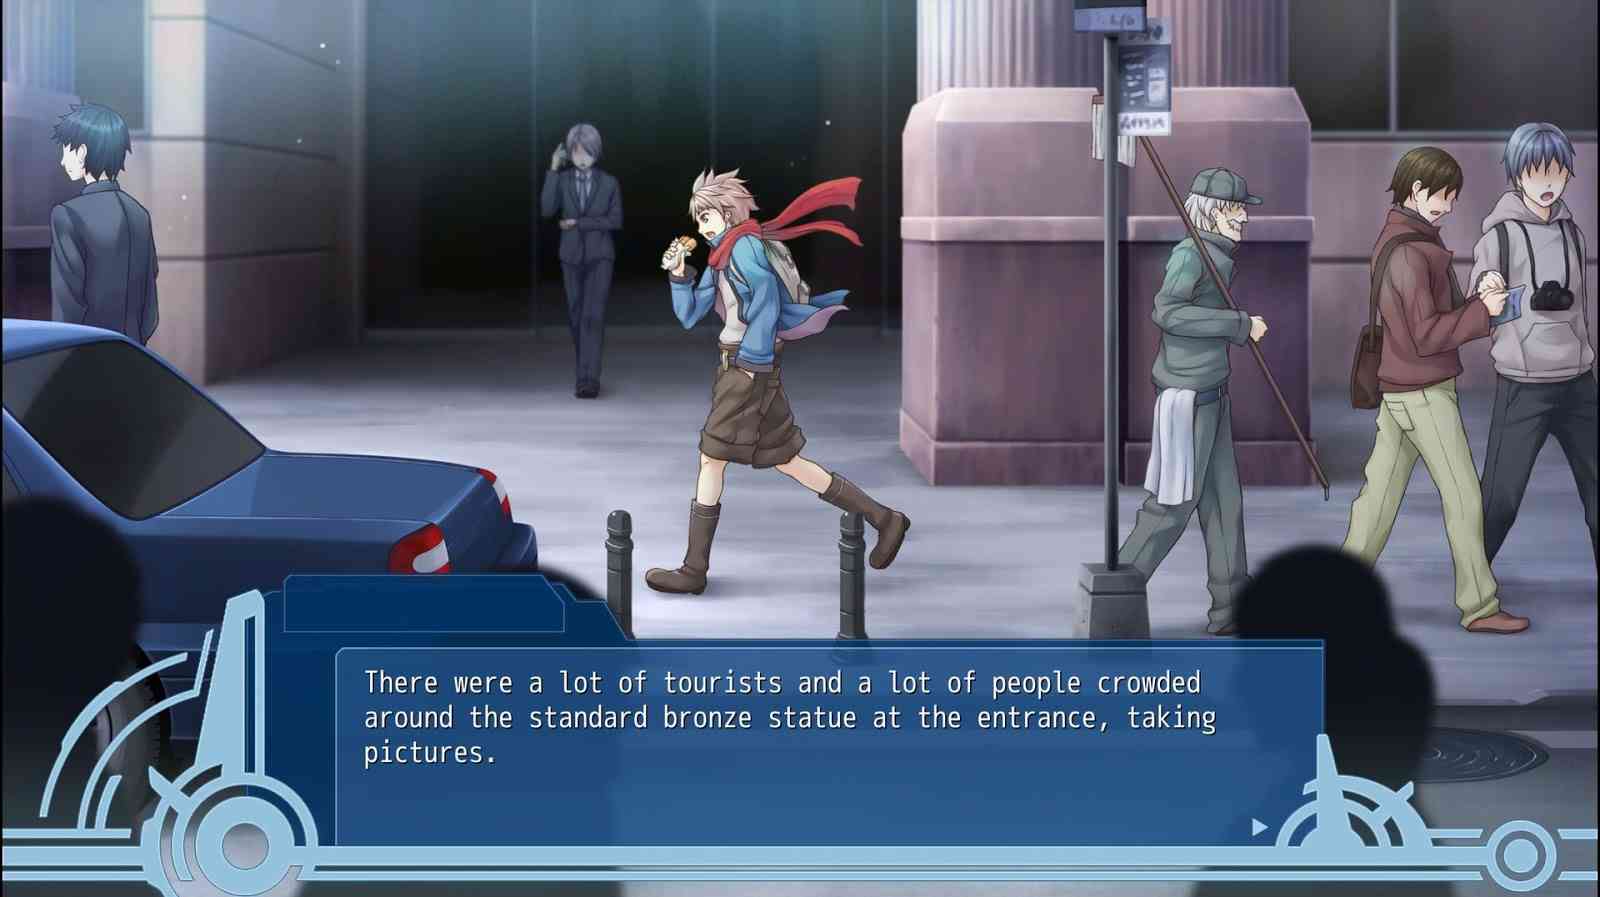 There were a lot of tourists and a lot of people crowded
around the standard bronze statue at the entrance, taking
pictures.